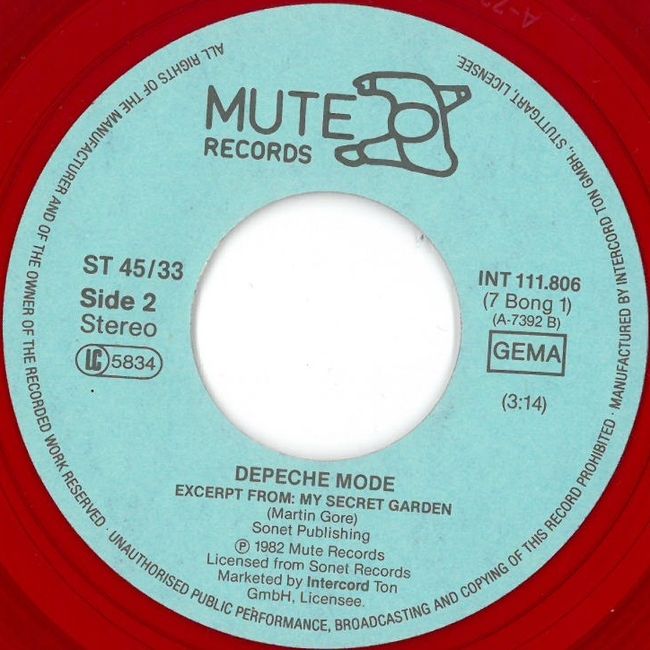 MUTE
RECORDS
ST 45/33
Side 2
Stereo
LC 5834
INT 111.806
(7 Bong 1)
(A-7392 B)
GEMA
(3:14)
DEPECHE MODE
EXCERPT FROM: MY SECRET GARDEN
(Martin Gore)
Sonet Publishing
℗ 1982 Mute Records
Licensed from Sonet Records
Marketed by Intercord Ton
GmbH, Licensee.
ALL RIGHTS OF THE MANUFACTURER AND OF THE OWNER OF THE RECORDED WORK RESERVED · UNAUTHORISED PUBLIC PERFORMANCE, BROADCASTING AND COPYING OF THIS RECORD PROHIBITED · MANUFACTURED BY INTERCORD TON GMBH., STUTTGART, LICENSEE.